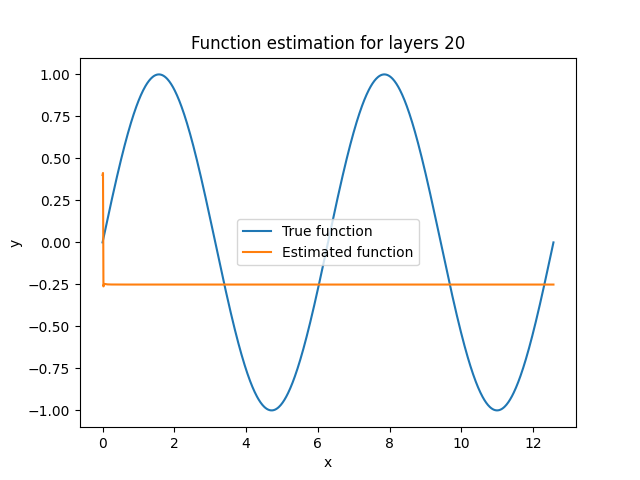 Function estimation for layers 20
1.00
0.75
0.50
0.25
0.00
−0.25
−0.50
−0.75
−1.00
y
True function
Estimated function
0 2 4 6 8 10 12
x